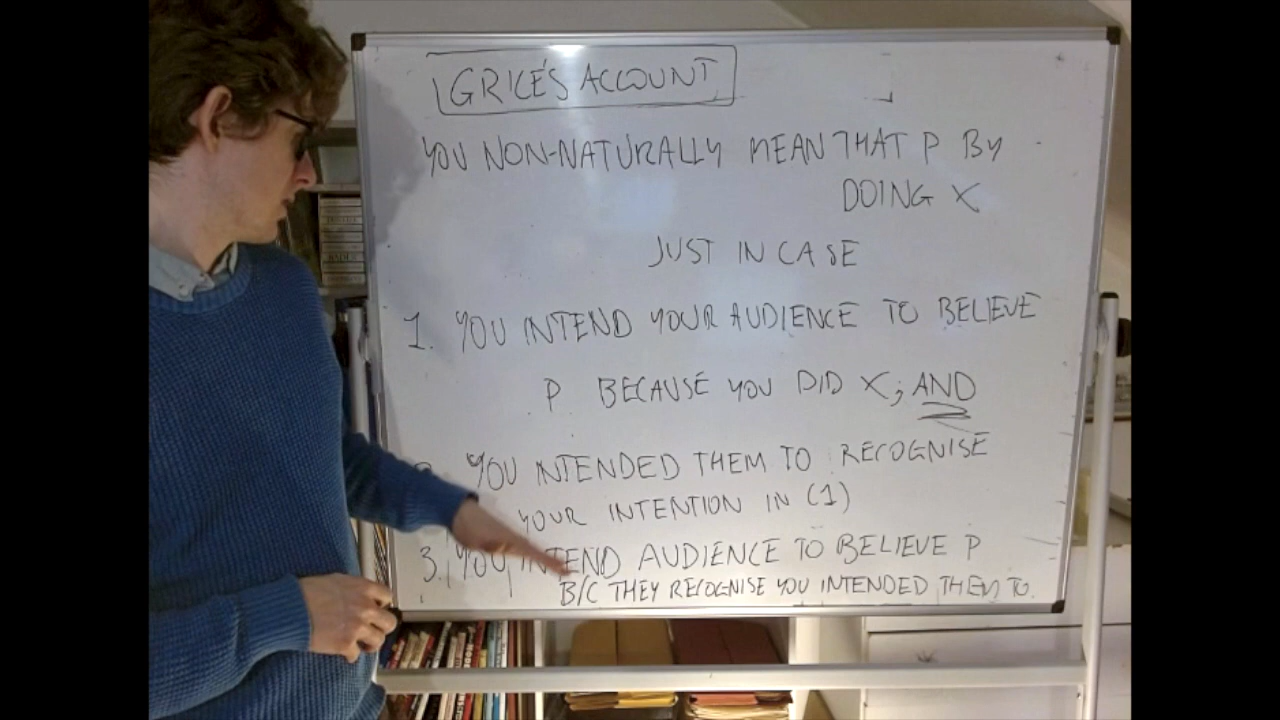 GRICE'S ACCOUNT
YOU NON-NATURALLY MEAN THAT P BY
DOING X
JUST IN CASE
1. YOU INTEND YOUR AUDIENCE TO BELIEVE
P BECAUSE YOU DID X; AND
YOU INTENDED THEM TO RECOGNISE
YOUR INTENTION IN (1)
3. YOU INTEND AUDIENCE TO BELIEVE P
B/C THEY RECOGNISE YOU INTENDED THEM TO.